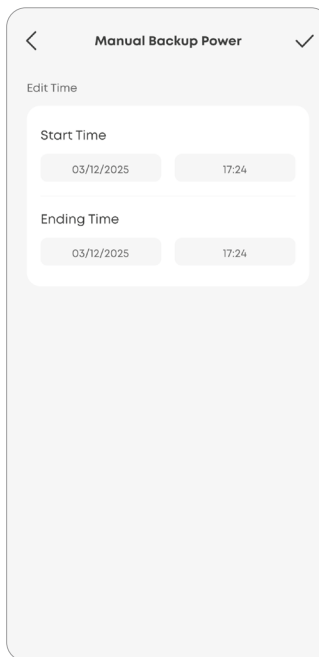 Manual Backup Power
Edit Time
Start Time
03/12/2025 17:24
Ending Time
03/12/2025 17:24